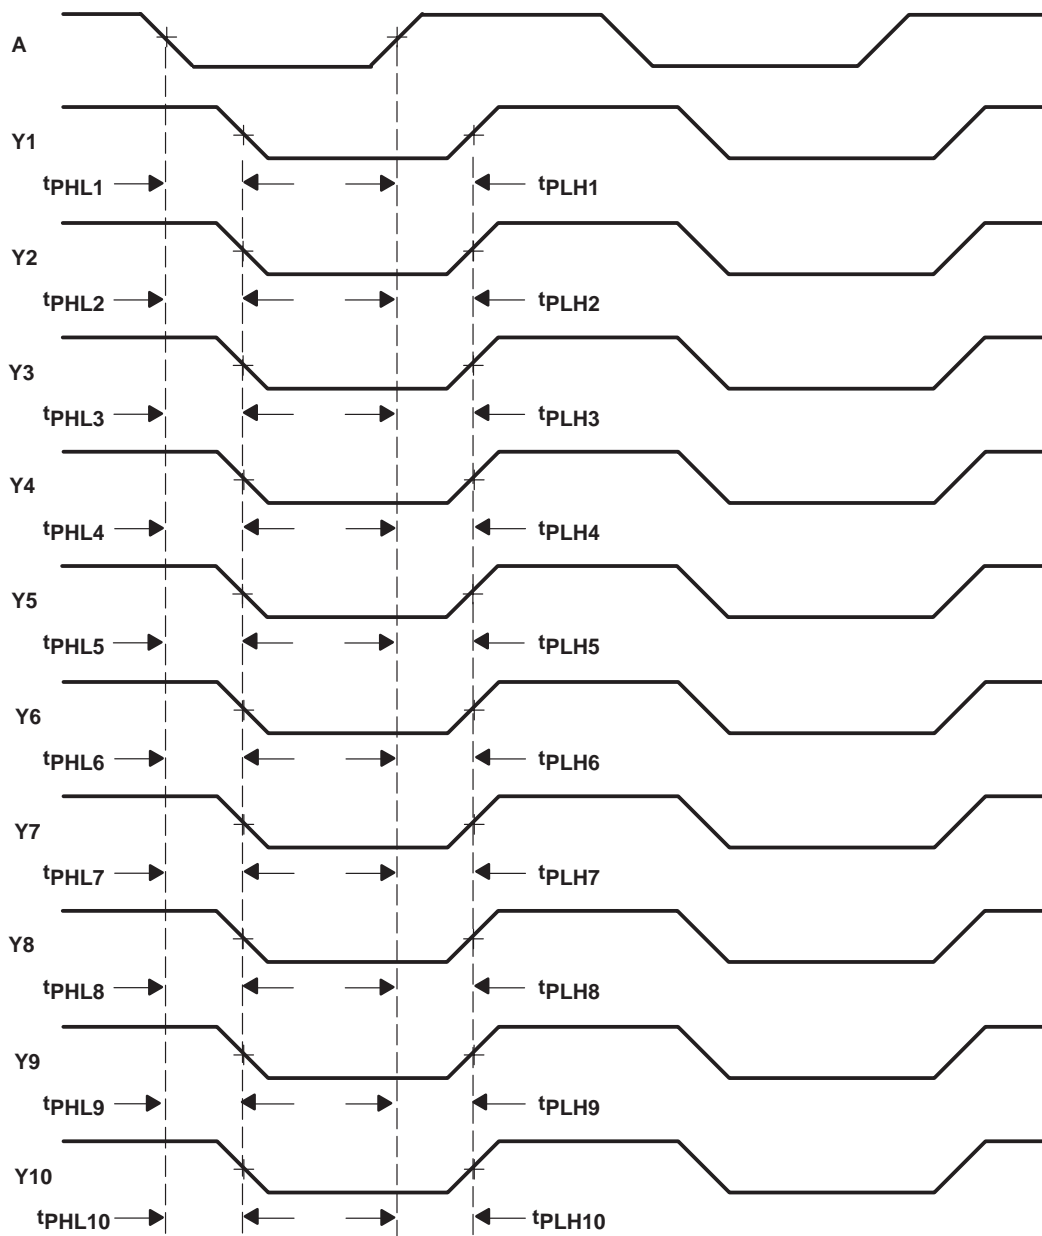 A
Y1
tPHL1 tPLH1
Y2
tPHL2 tPLH2
Y3
tPHL3 tPLH3
Y4
tPHL4 tPLH4
Y5
tPHL5 tPLH5
Y6
tPHL6 tPLH6
Y7
tPHL7 tPLH7
Y8
tPHL8 tPLH8
Y9
tPHL9 tPLH9
Y10
tPHL10 tPLH10